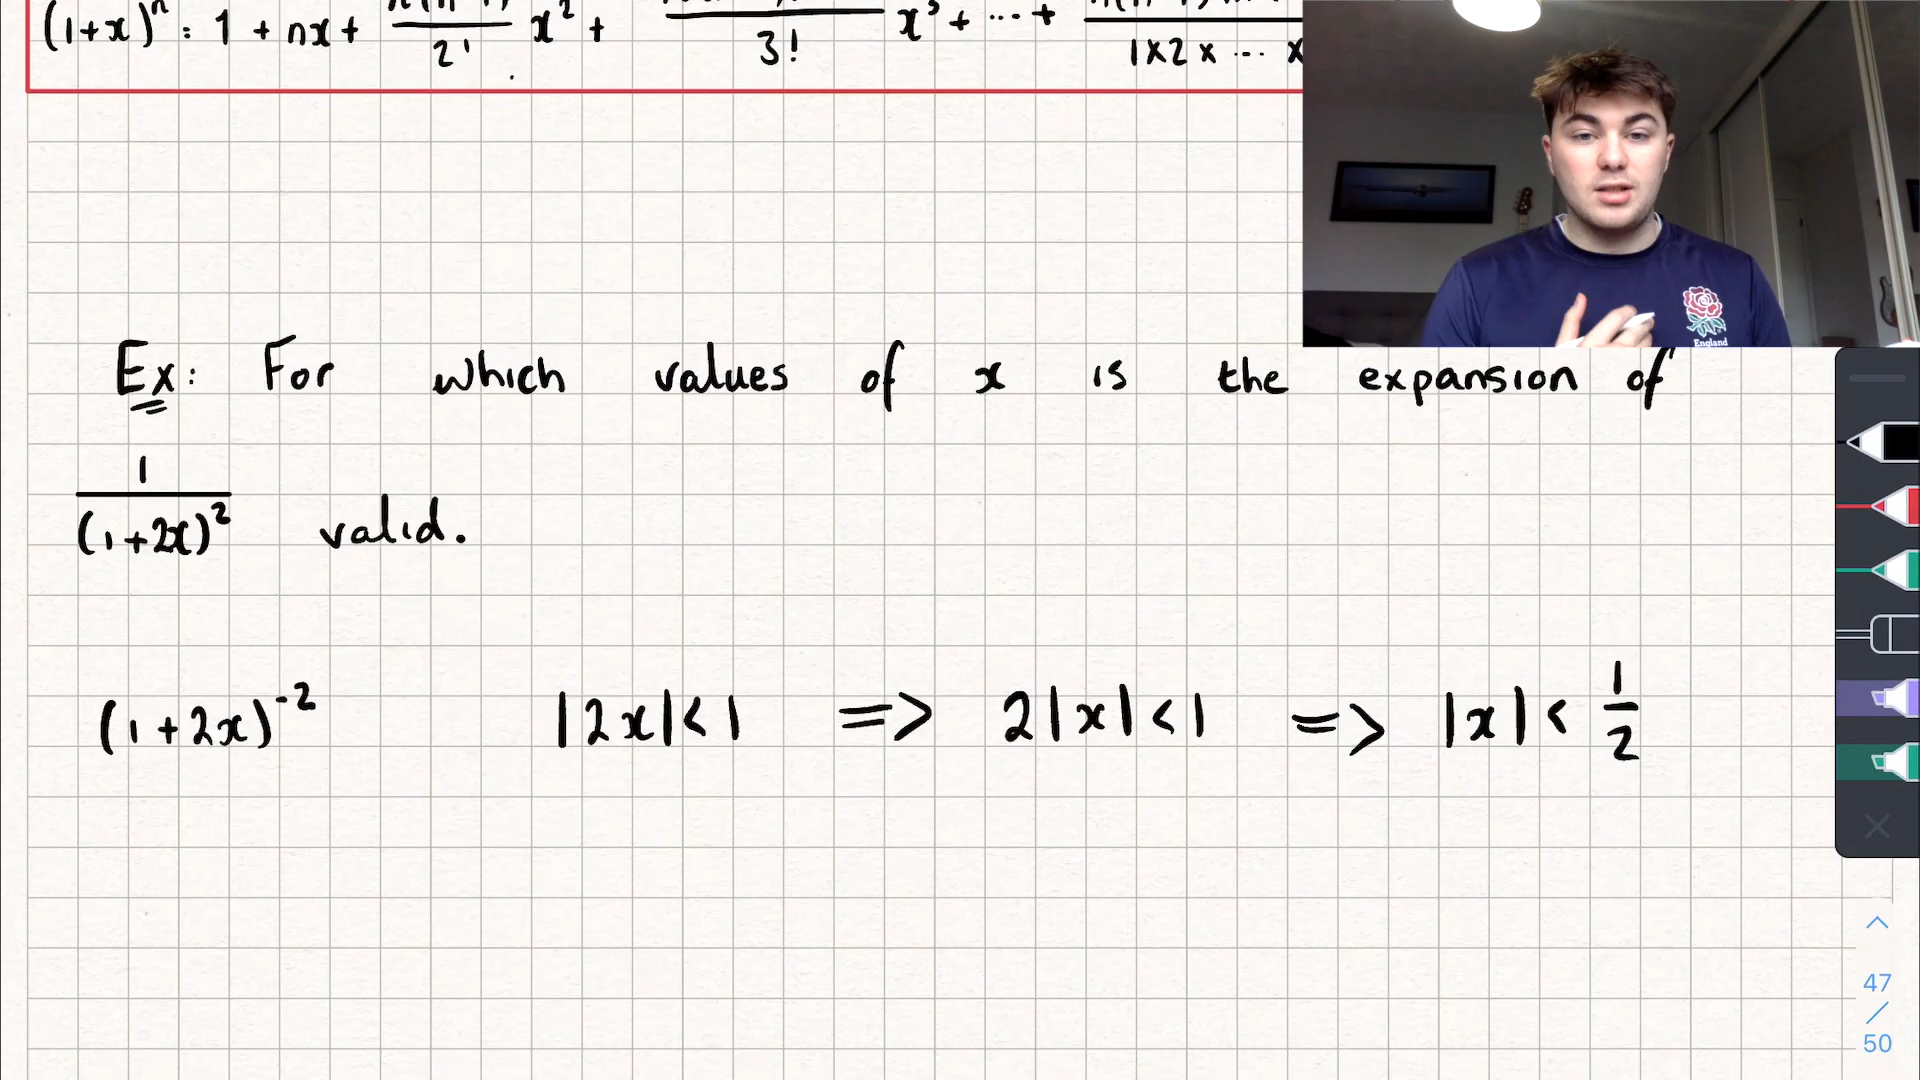 (1+x)ⁿ = 1 + nx + x² + x³ + ... +
2! 3! 1×2× ... ×
England
Ex: For which values of x is the expansion of
1
(1+2x)² valid.
(1+2x)⁻² |2x|<1 => 2|x|<1 => |x| < 1/2
47
/
50